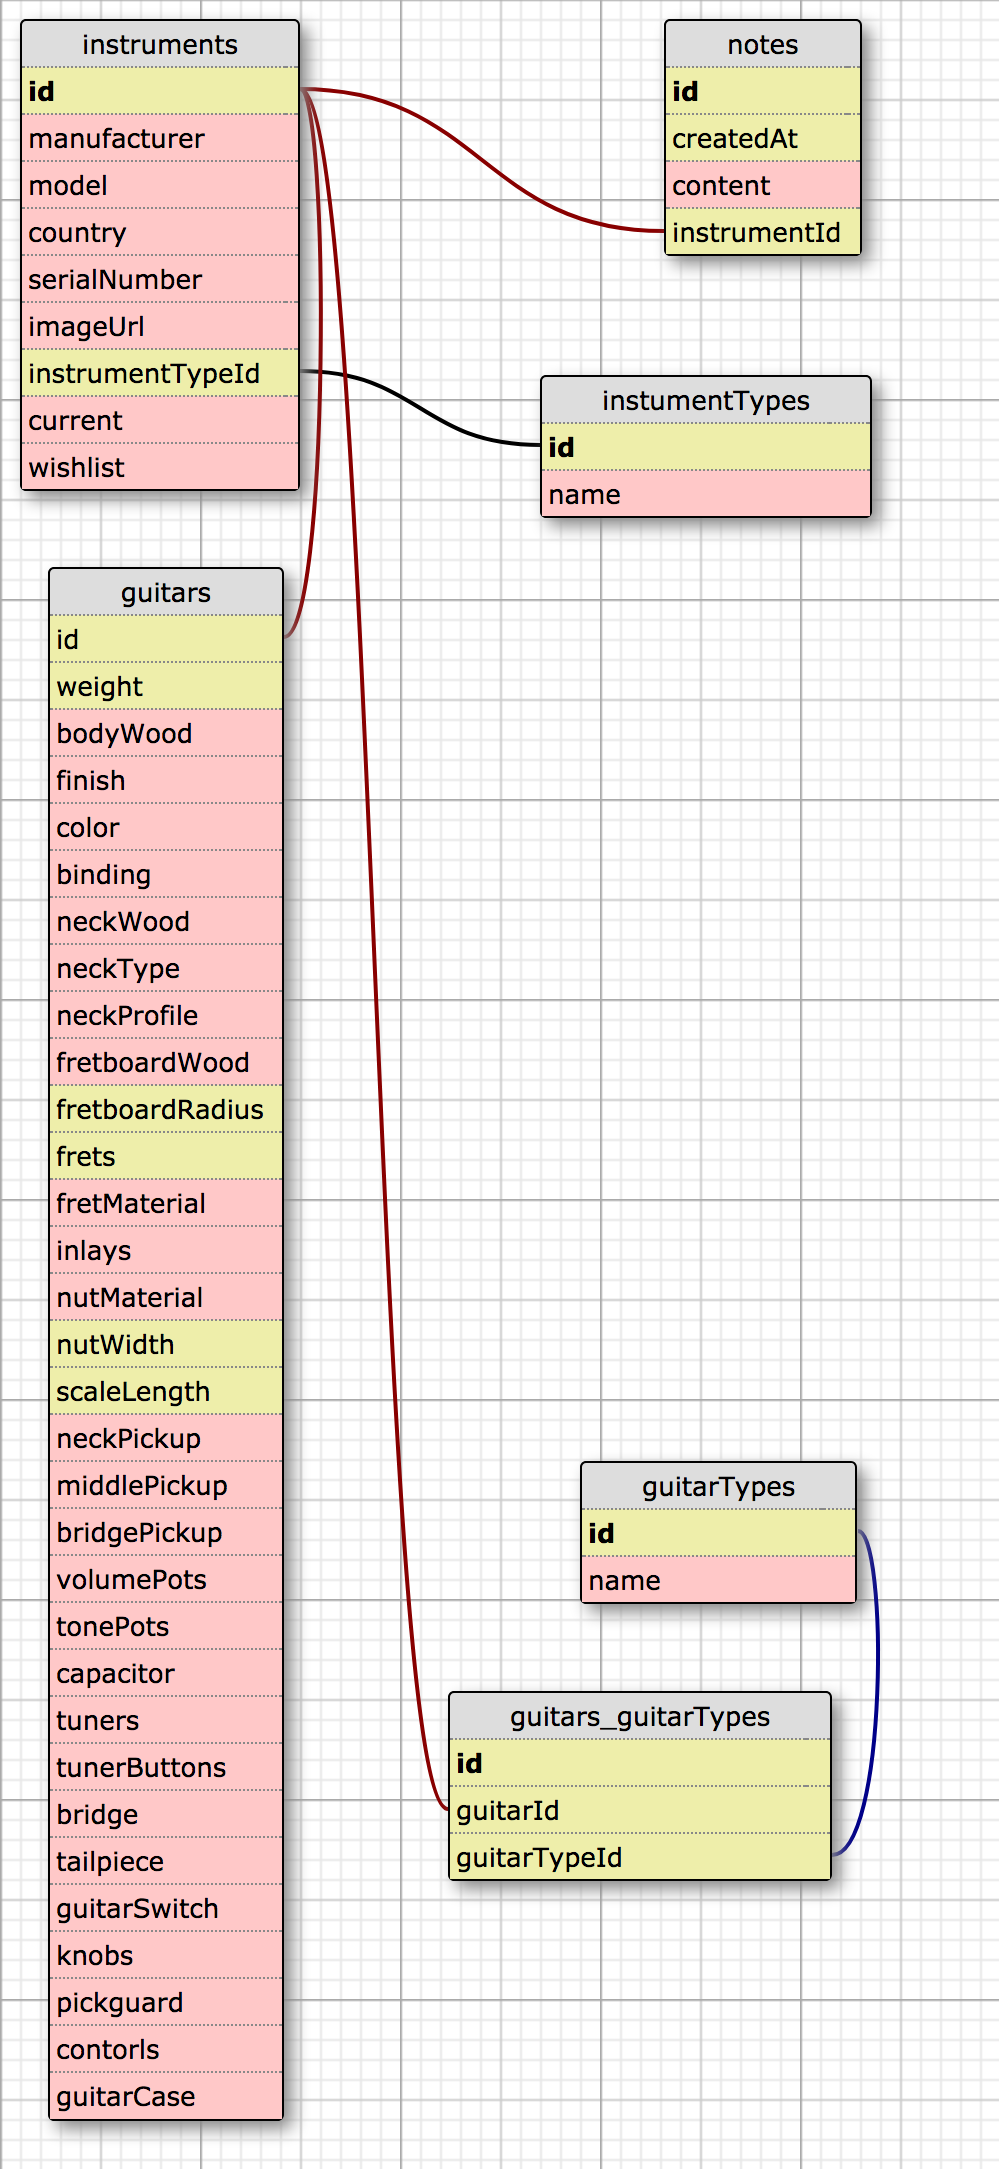 instruments
id
manufacturer
model
country
serialNumber
imageUrl
instrumentTypeId
current
wishlist
notes
id
createdAt
content
instrumentId
instumentTypes
id
name
guitars
id
weight
bodyWood
finish
color
binding
neckWood
neckType
neckProfile
fretboardWood
fretboardRadius
frets
fretMaterial
inlays
nutMaterial
nutWidth
scaleLength
neckPickup
middlePickup
bridgePickup
volumePots
tonePots
capacitor
tuners
tunerButtons
bridge
tailpiece
guitarSwitch
knobs
pickguard
contorls
guitarCase
guitarTypes
id
name
guitars_guitarTypes
id
guitarId
guitarTypeId